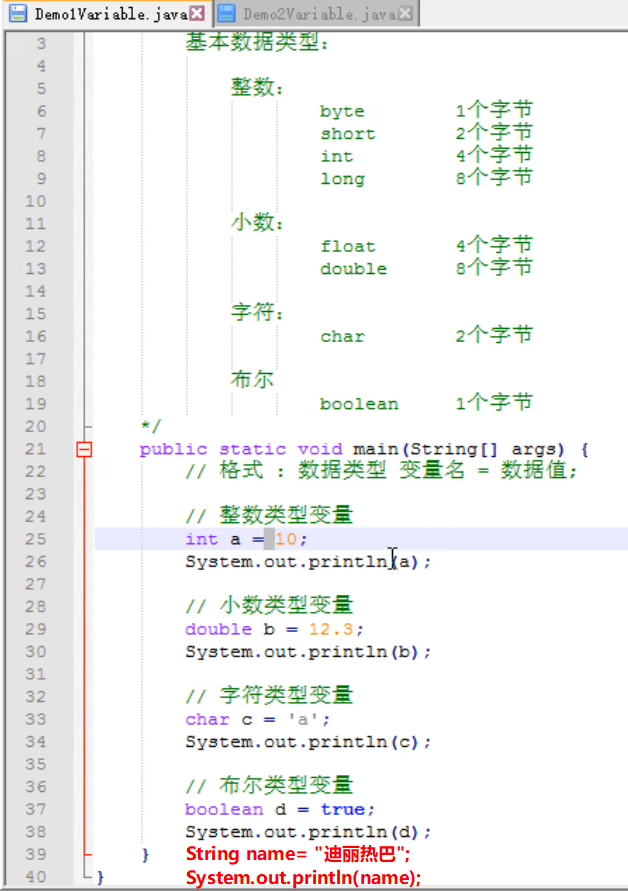 Demo1Variable.java Demo2Variable.java
3 基本数据类型:
4
5 整数:
6 byte 1个字节
7 short 2个字节
8 int 4个字节
9 long 8个字节
10
11 小数:
12 float 4个字节
13 double 8个字节
14
15 字符:
16 char 2个字节
17
18 布尔
19 boolean 1个字节
20 */
21 public static void main(String[] args) {
22 // 格式 : 数据类型 变量名 = 数据值;
23
24 // 整数类型变量
25 int a = 10;
26 System.out.println(a);
27
28 // 小数类型变量
29 double b = 12.3;
30 System.out.println(b);
31
32 // 字符类型变量
33 char c = 'a';
34 System.out.println(c);
35
36 // 布尔类型变量
37 boolean d = true;
38 System.out.println(d);
39 } String name= "迪丽热巴";
40 } System.out.println(name);